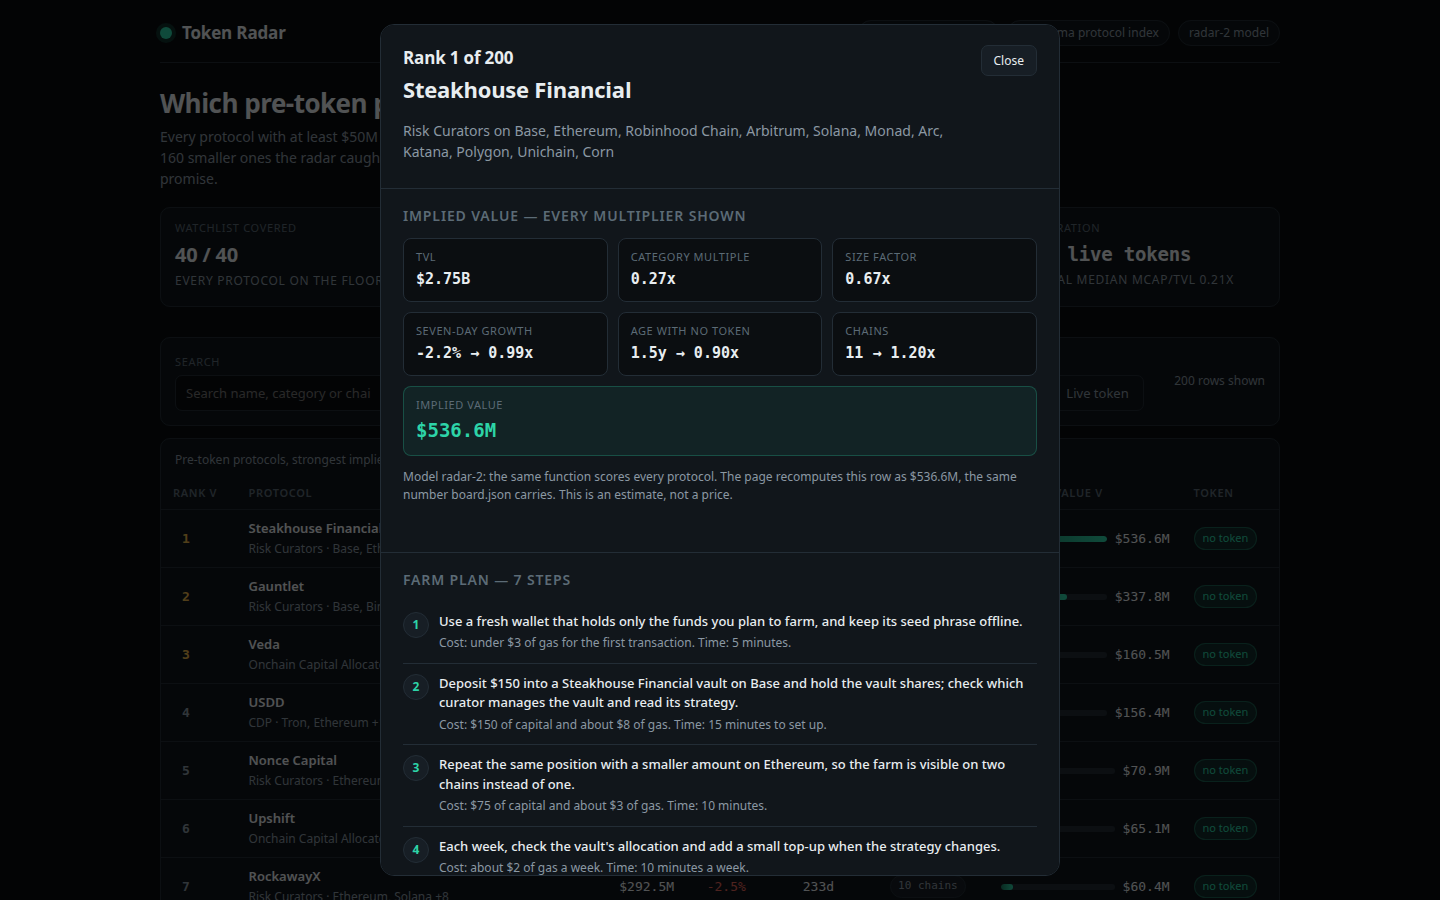 Token Radar
ma protocol index
radar-2 model
Which pre-token p
Every protocol with at least $50M
160 smaller ones the radar caugh
promise.
WATCHLIST COVERED
40 / 40
EVERY PROTOCOL ON THE FLOOR
RATION
live tokens
AL MEDIAN MCAP/TVL 0.21X
SEARCH
Search name, category or chai
Live token
200 rows shown
Pre-token protocols, strongest implie
RANK V
PROTOCOL
ALUE V
TOKEN
1
Steakhouse Financial
Risk Curators · Base, Eth
$536.6M
no token
2
Gauntlet
Risk Curators · Base, Bin
$337.8M
no token
3
Veda
Onchain Capital Allocat
$160.5M
no token
4
USDD
CDP · Tron, Ethereum +
$156.4M
no token
5
Nonce Capital
Risk Curators · Ethereum
$70.9M
no token
6
Upshift
Onchain Capital Allocat
$65.1M
no token
7
RockawayX
Risk Curators · Ethereum, Solana +8
$292.5M
-2.5%
233d
10 chains
$60.4M
no token
Rank 1 of 200
Close
Steakhouse Financial
Risk Curators on Base, Ethereum, Robinhood Chain, Arbitrum, Solana, Monad, Arc,
Katana, Polygon, Unichain, Corn
IMPLIED VALUE — EVERY MULTIPLIER SHOWN
TVL
$2.75B
CATEGORY MULTIPLE
0.27x
SIZE FACTOR
0.67x
SEVEN-DAY GROWTH
-2.2% → 0.99x
AGE WITH NO TOKEN
1.5y → 0.90x
CHAINS
11 → 1.20x
IMPLIED VALUE
$536.6M
Model radar-2: the same function scores every protocol. The page recomputes this row as $536.6M, the same
number board.json carries. This is an estimate, not a price.
FARM PLAN — 7 STEPS
1
Use a fresh wallet that holds only the funds you plan to farm, and keep its seed phrase offline.
Cost: under $3 of gas for the first transaction. Time: 5 minutes.
2
Deposit $150 into a Steakhouse Financial vault on Base and hold the vault shares; check which
curator manages the vault and read its strategy.
Cost: $150 of capital and about $8 of gas. Time: 15 minutes to set up.
3
Repeat the same position with a smaller amount on Ethereum, so the farm is visible on two
chains instead of one.
Cost: $75 of capital and about $3 of gas. Time: 10 minutes.
4
Each week, check the vault's allocation and add a small top-up when the strategy changes.
Cost: about $2 of gas a week. Time: 10 minutes a week.